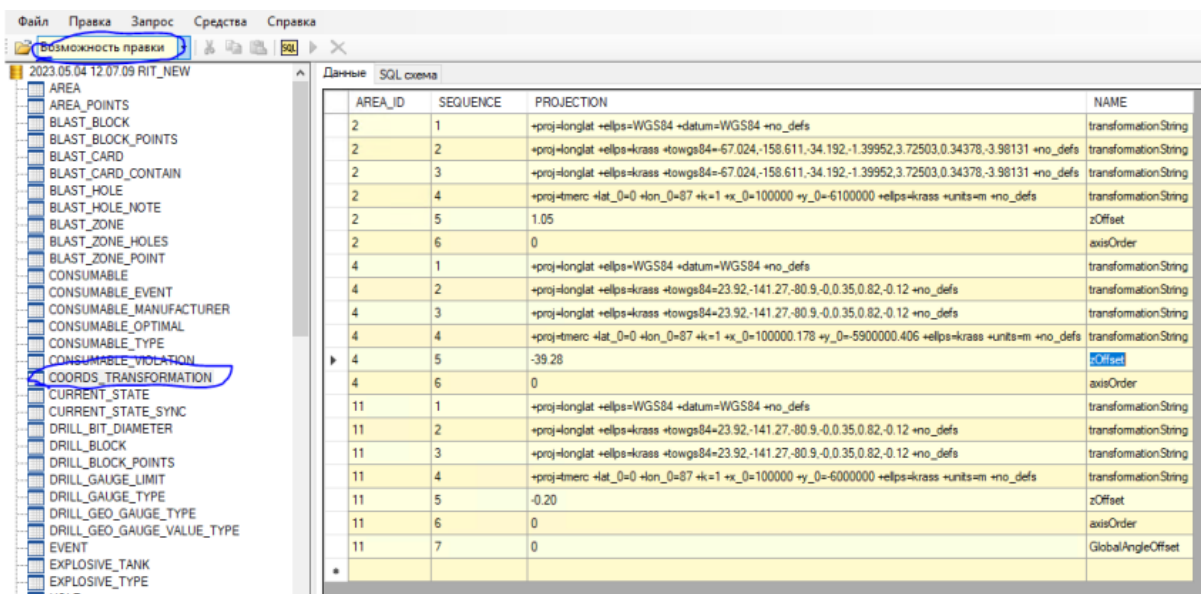 Файл Правка Запрос Средства Справка
Возможность правки SQL
2023.05.04 12.07.09 RIT_NEW
AREA
AREA_POINTS
BLAST_BLOCK
BLAST_BLOCK_POINTS
BLAST_CARD
BLAST_CARD_CONTAIN
BLAST_HOLE
BLAST_HOLE_NOTE
BLAST_ZONE
BLAST_ZONE_HOLES
BLAST_ZONE_POINT
CONSUMABLE
CONSUMABLE_EVENT
CONSUMABLE_MANUFACTURER
CONSUMABLE_OPTIMAL
CONSUMABLE_TYPE
CONSUMABLE_VIOLATION
COORDS_TRANSFORMATION
CURRENT_STATE
CURRENT_STATE_SYNC
DRILL_BIT_DIAMETER
DRILL_BLOCK
DRILL_BLOCK_POINTS
DRILL_GAUGE_LIMIT
DRILL_GAUGE_TYPE
DRILL_GEO_GAUGE_TYPE
DRILL_GEO_GAUGE_VALUE_TYPE
EVENT
EXPLOSIVE_TANK
EXPLOSIVE_TYPE
Данные SQL схема
AREA_ID SEQUENCE PROJECTION NAME
2 1 +proj=longlat +ellps=WGS84 +datum=WGS84 +no_defs transformationString
2 2 +proj=longlat +ellps=krass +towgs84=-67.024,-158.611,-34.192,-1.39952,3.72503,0.34378,-3.98131 +no_defs transformationString
2 3 +proj=longlat +ellps=krass +towgs84=-67.024,-158.611,-34.192,-1.39952,3.72503,0.34378,-3.98131 +no_defs transformationString
2 4 +proj=tmerc +lat_0=0 +lon_0=87 +k=1 +x_0=100000 +y_0=-6100000 +ellps=krass +units=m +no_defs transformationString
2 5 1.05 zOffset
2 6 0 axisOrder
4 1 +proj=longlat +ellps=WGS84 +datum=WGS84 +no_defs transformationString
4 2 +proj=longlat +ellps=krass +towgs84=23.92,-141.27,-80.9,-0,0.35,0.82,-0.12 +no_defs transformationString
4 3 +proj=longlat +ellps=krass +towgs84=23.92,-141.27,-80.9,-0,0.35,0.82,-0.12 +no_defs transformationString
4 4 +proj=tmerc +lat_0=0 +lon_0=87 +k=1 +x_0=100000.178 +y_0=-5900000.406 +ellps=krass +units=m +no_defs transformationString
4 5 -39.28 zOffset
4 6 0 axisOrder
11 1 +proj=longlat +ellps=WGS84 +datum=WGS84 +no_defs transformationString
11 2 +proj=longlat +ellps=krass +towgs84=23.92,-141.27,-80.9,-0,0.35,0.82,-0.12 +no_defs transformationString
11 3 +proj=longlat +ellps=krass +towgs84=23.92,-141.27,-80.9,-0,0.35,0.82,-0.12 +no_defs transformationString
11 4 +proj=tmerc +lat_0=0 +lon_0=87 +k=1 +x_0=100000 +y_0=-6000000 +ellps=krass +units=m +no_defs transformationString
11 5 -0.20 zOffset
11 6 0 axisOrder
11 7 0 GlobalAngleOffset